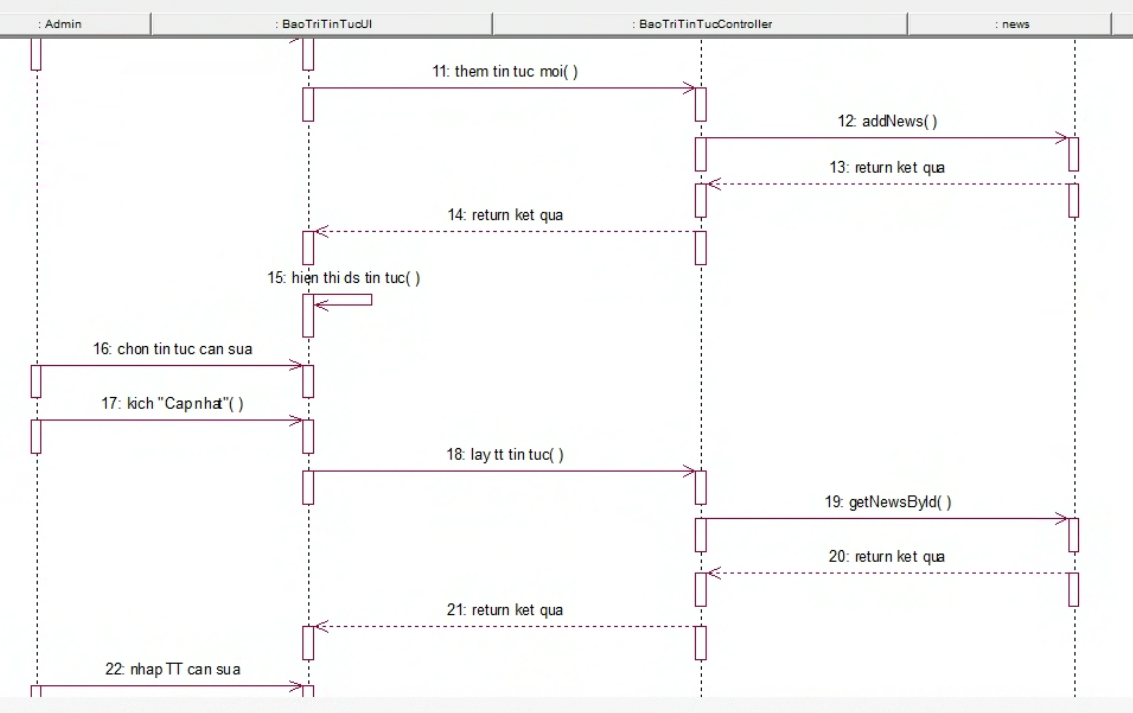 : Admin
: BaoTriTinTucUI
: BaoTriTinTucController
: news
11: them tin tuc moi( )
12: addNews( )
13: return ket qua
14: return ket qua
15: hien thi ds tin tuc( )
16: chon tin tuc can sua
17: kich "Cap nhat"( )
18: lay tt tin tuc( )
19: getNewsById( )
20: return ket qua
21: return ket qua
22: nhap TT can sua